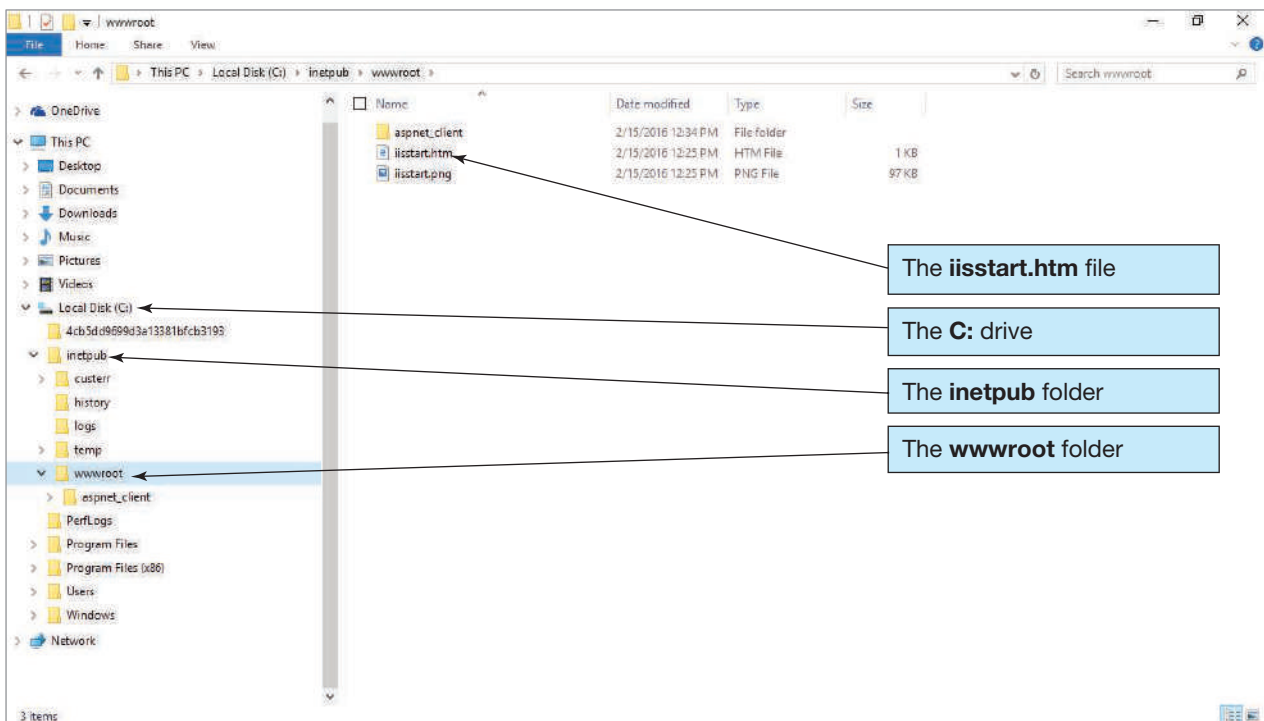 wwwroot
File Home Share View
This PC > Local Disk (C:) > inetpub > wwwroot >
Search wwwroot
Name Date modified Type Size
aspnet_client 2/15/2016 12:34 PM File folder
iisstart.htm 2/15/2016 12:25 PM HTM File 1 KB
iisstart.png 2/15/2016 12:25 PM PNG File 97 KB
OneDrive
This PC
Desktop
Documents
Downloads
Music
Pictures
Videos
Local Disk (C:)
4cb5dd9699d3a13381bfcb3193
inetpub
custerr
history
logs
temp
wwwroot
aspnet_client
PerfLogs
Program Files
Program Files (x86)
Users
Windows
Network
The iisstart.htm file
The C: drive
The inetpub folder
The wwwroot folder
3 items